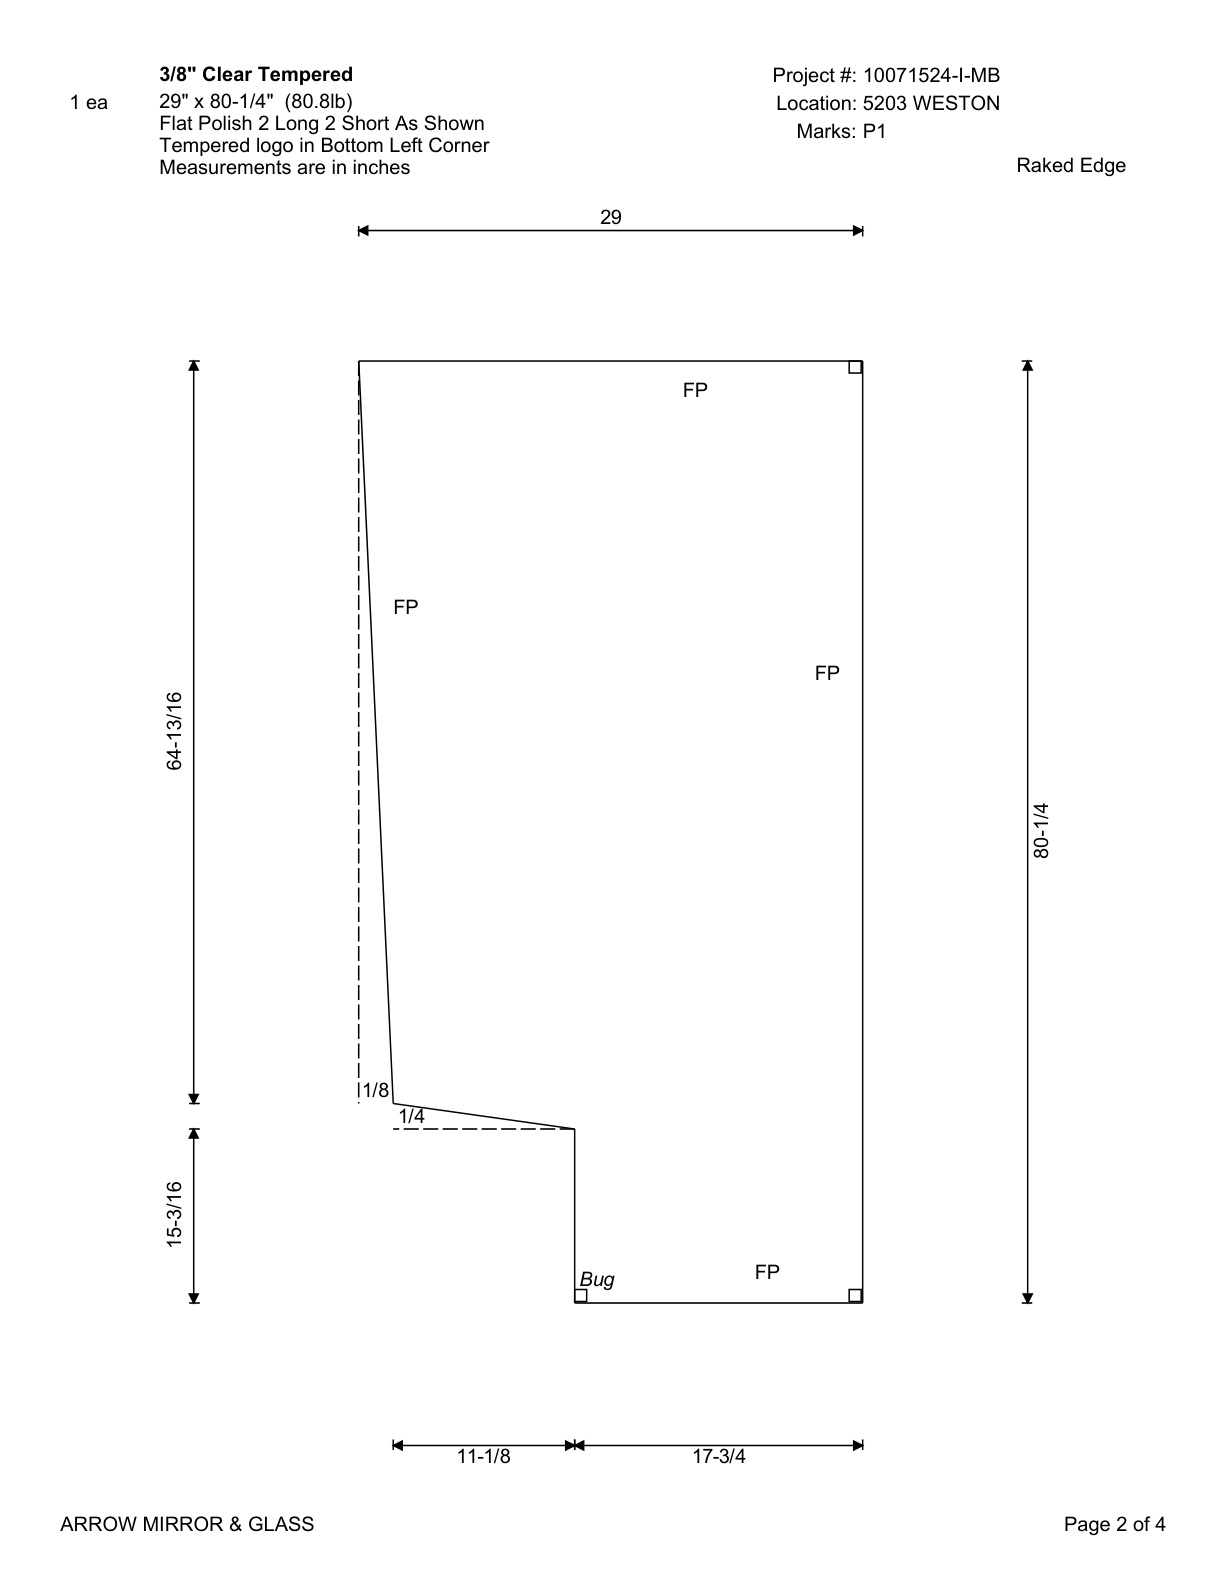 3/8" Clear Tempered
1 ea
29" x 80-1/4" (80.8lb)
Flat Polish 2 Long 2 Short As Shown
Tempered logo in Bottom Left Corner
Measurements are in inches
Project #: 10071524-I-MB
Location: 5203 WESTON
Marks: P1
Raked Edge
29
FP
FP
FP
64-13/16
80-1/4
1/8
1/4
15-3/16
Bug
FP
11-1/8
17-3/4
ARROW MIRROR & GLASS
Page 2 of 4